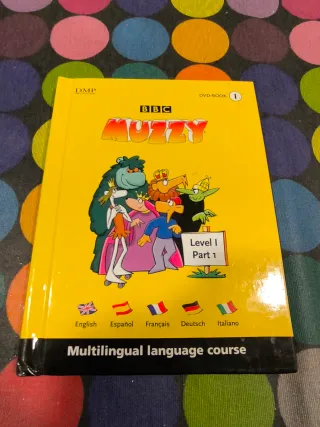 DMP
DVD-BOOK 1
BBC
MUZZY
Level I
Part 1
English Español Français Deutsch Italiano
Multilingual language course